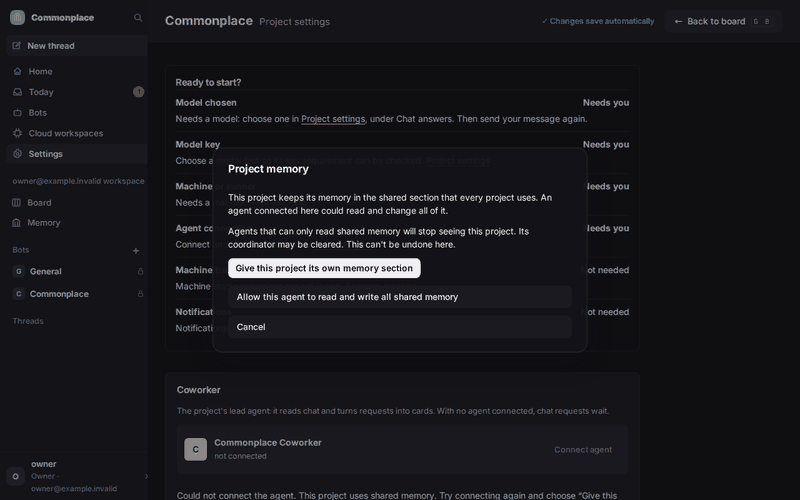 Commonplace
New thread
Home
Today
1
Bots
Cloud workspaces
Settings
owner@example.invalid workspace
Board
Memory
Bots
G General
C Commonplace
Threads
O
owner
Owner ·
owner@example.invalid
Commonplace Project settings
✓ Changes save automatically
← Back to board G B
Ready to start?
Model chosen Needs you
Needs a model: choose one in Project settings, under Chat answers. Then send your message again.
Model key Needs you
Choose a
Machine Needs you
Needs a
Agent co Needs you
Connect
Machine Not needed
Machine
Notificat Not needed
Notificati
Project memory
This project keeps its memory in the shared section that every project uses. An
agent connected here could read and change all of it.
Agents that can only read shared memory will stop seeing this project. Its
coordinator may be cleared. This can't be undone here.
Give this project its own memory section
Allow this agent to read and write all shared memory
Cancel
Coworker
The project's lead agent: it reads chat and turns requests into cards. With no agent connected, chat requests wait.
C
Commonplace Coworker
not connected
Connect agent
Could not connect the agent. This project uses shared memory. Try connecting again and choose “Give this